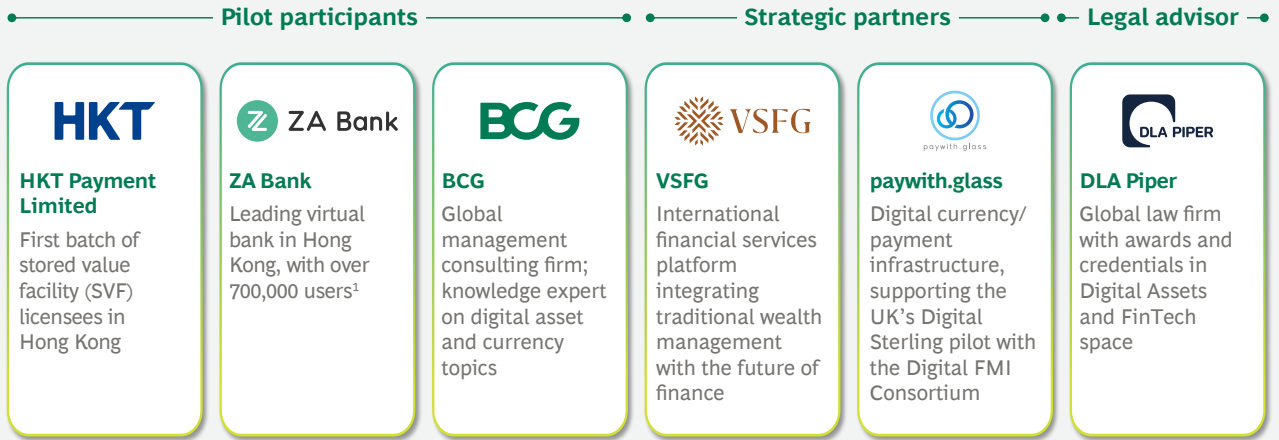 Pilot participants
Strategic partners
Legal advisor
HKT
HKT Payment
Limited
First batch of
stored value
facility (SVF)
licensees in
Hong Kong
ZA Bank
ZA Bank
Leading virtual
bank in Hong
Kong, with over
700,000 users¹
BCG
BCG
Global
management
consulting firm;
knowledge expert
on digital asset
and currency
topics
VSFG
VSFG
International
financial services
platform
integrating
traditional wealth
management
with the future of
finance
paywith.glass
paywith.glass
Digital currency/
payment
infrastructure,
supporting the
UK's Digital
Sterling pilot with
the Digital FMI
Consortium
DLA PIPER
DLA Piper
Global law firm
with awards and
credentials in
Digital Assets
and FinTech
space